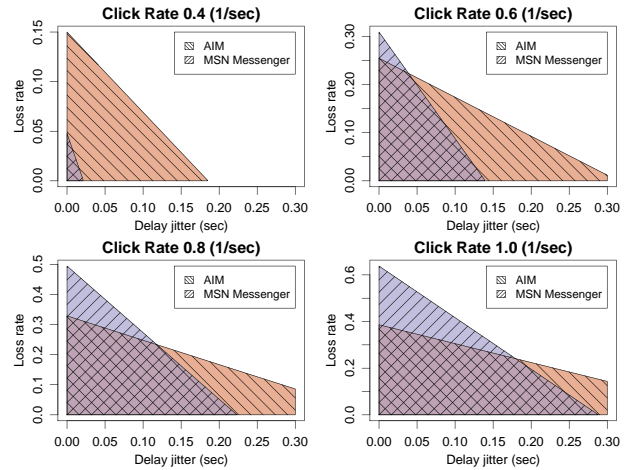 Click Rate 0.4 (1/sec)
Loss rate
0.15
0.10
0.05
0.00
AIM
MSN Messenger
0.00 0.05 0.10 0.15 0.20 0.25 0.30
Delay jitter (sec)
Click Rate 0.6 (1/sec)
Loss rate
0.30
0.20
0.10
0.00
AIM
MSN Messenger
0.00 0.05 0.10 0.15 0.20 0.25 0.30
Delay jitter (sec)
Click Rate 0.8 (1/sec)
Loss rate
0.5
0.4
0.3
0.2
0.1
0.0
AIM
MSN Messenger
0.00 0.05 0.10 0.15 0.20 0.25 0.30
Delay jitter (sec)
Click Rate 1.0 (1/sec)
Loss rate
0.6
0.4
0.2
0.0
AIM
MSN Messenger
0.00 0.05 0.10 0.15 0.20 0.25 0.30
Delay jitter (sec)